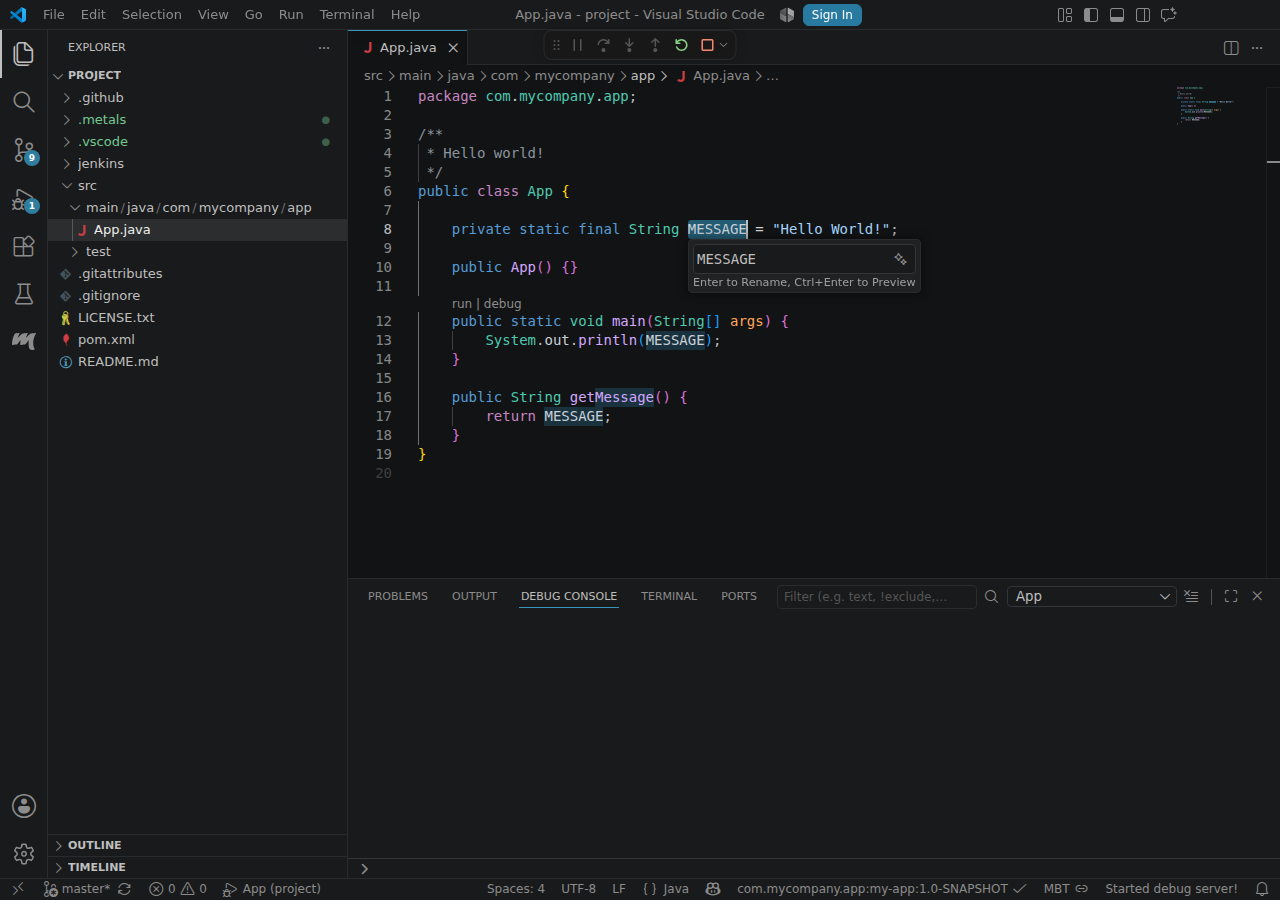 File Edit Selection View Go Run Terminal Help
App.java - project - Visual Studio Code
Sign In
EXPLORER
PROJECT
.github
.metals
.vscode
jenkins
src
main / java / com / mycompany / app
App.java
test
.gitattributes
.gitignore
LICENSE.txt
pom.xml
README.md
OUTLINE
TIMELINE
9
1
App.java
src > main > java > com > mycompany > app > App.java > ...
1 package com.mycompany.app;
2
3 /**
4 * Hello world!
5 */
6 public class App {
7
8 private static final String MESSAGE = "Hello World!";
9
MESSAGE
Enter to Rename, Ctrl+Enter to Preview
10 public App() {}
11
run | debug
12 public static void main(String[] args) {
13 System.out.println(MESSAGE);
14 }
15
16 public String getMessage() {
17 return MESSAGE;
18 }
19 }
20
PROBLEMS OUTPUT DEBUG CONSOLE TERMINAL PORTS
Filter (e.g. text, !exclude,...
App
master* 0 0 App (project)
Spaces: 4 UTF-8 LF { } Java com.mycompany.app:my-app:1.0-SNAPSHOT MBT Started debug server!